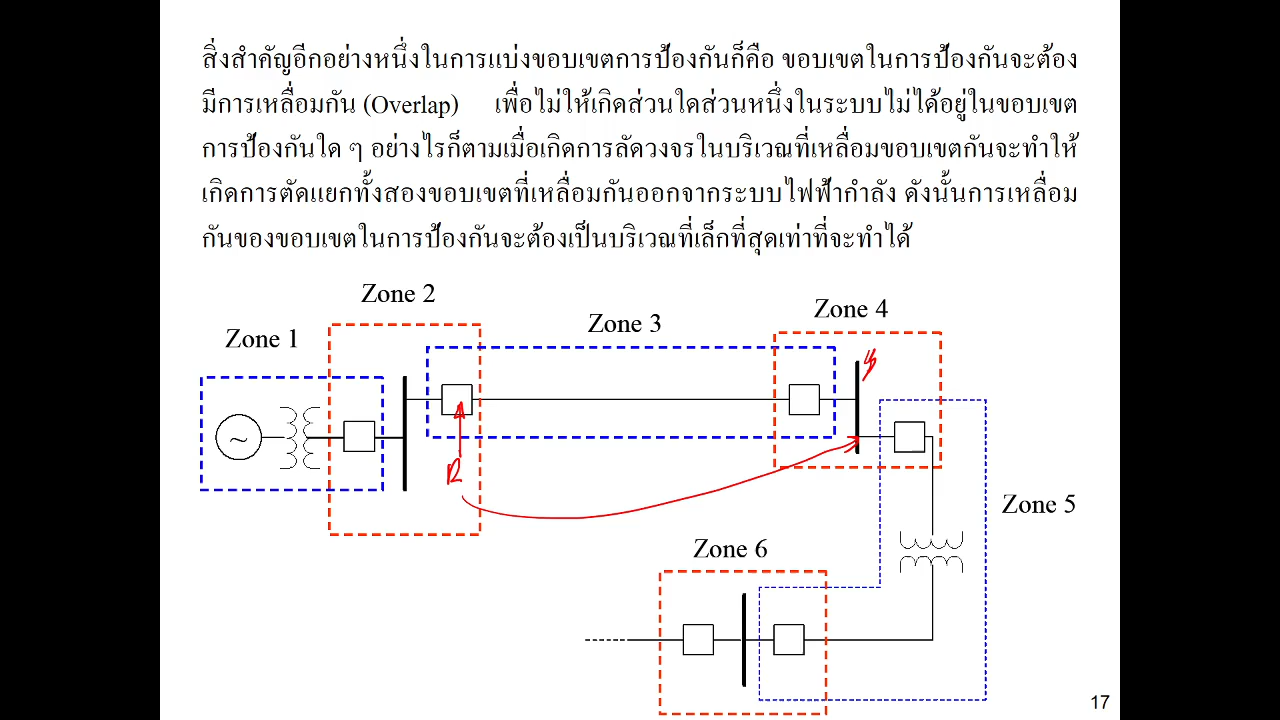 สิ่งสำคัญอีกอย่างหนึ่งในการแบ่งขอบเขตการป้องกันก็คือ ขอบเขตในการป้องกันจะต้อง
มีการเหลื่อมกัน (Overlap) เพื่อไม่ให้เกิดส่วนใดส่วนหนึ่งในระบบไม่ได้อยู่ในขอบเขต
การป้องกันใด ๆ อย่างไรก็ตามเมื่อเกิดการลัดวงจรในบริเวณที่เหลื่อมขอบเขตกันจะทำให้
เกิดการตัดแยกทั้งสองขอบเขตที่เหลื่อมกันออกจากระบบไฟฟ้ากำลัง ดังนั้นการเหลื่อม
กันของขอบเขตในการป้องกันจะต้องเป็นบริเวณที่เล็กที่สุดเท่าที่จะทำได้
Zone 2
Zone 4
Zone 3
Zone 1
~
Zone 5
Zone 6
17